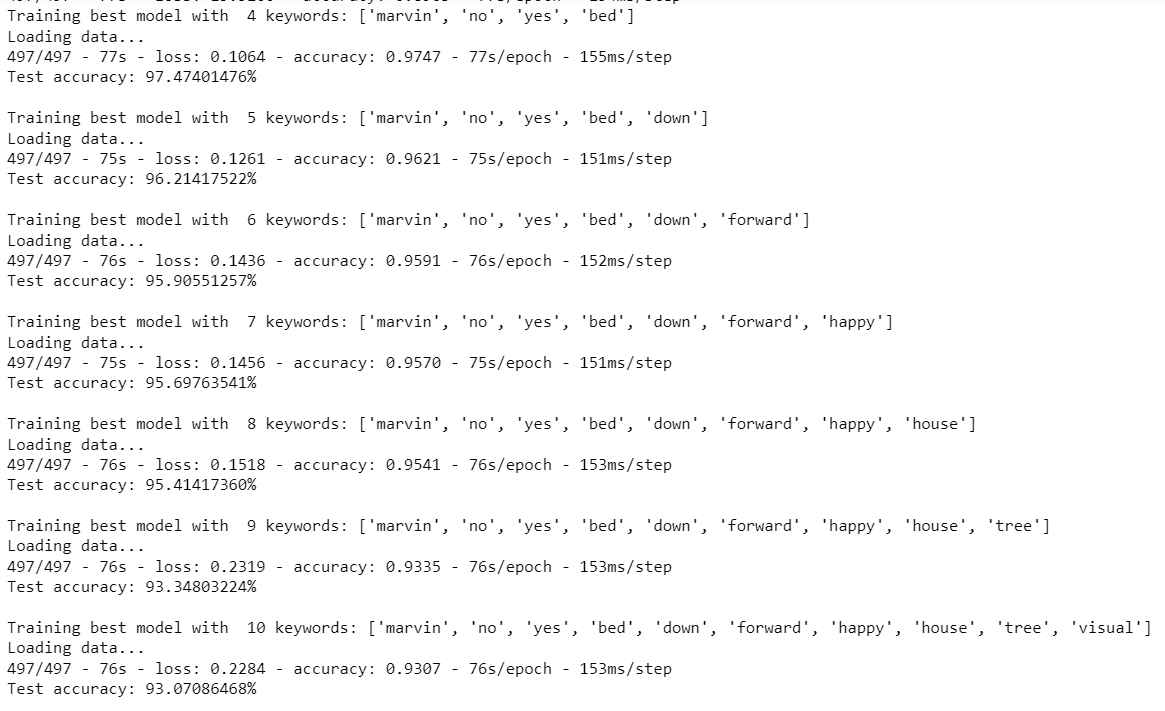 Training best model with  4 keywords: ['marvin', 'no', 'yes', 'bed']
Loading data...
497/497 - 77s - loss: 0.1064 - accuracy: 0.9747 - 77s/epoch - 155ms/step
Test accuracy: 97.47401476%
Training best model with  5 keywords: ['marvin', 'no', 'yes', 'bed', 'down']
Loading data...
497/497 - 75s - loss: 0.1261 - accuracy: 0.9621 - 75s/epoch - 151ms/step
Test accuracy: 96.21417522%
Training best model with  6 keywords: ['marvin', 'no', 'yes', 'bed', 'down', 'forward']
Loading data...
497/497 - 76s - loss: 0.1436 - accuracy: 0.9591 - 76s/epoch - 152ms/step
Test accuracy: 95.90551257%
Training best model with  7 keywords: ['marvin', 'no', 'yes', 'bed', 'down', 'forward', 'happy']
Loading data...
497/497 - 75s - loss: 0.1456 - accuracy: 0.9570 - 75s/epoch - 151ms/step
Test accuracy: 95.69763541%
Training best model with  8 keywords: ['marvin', 'no', 'yes', 'bed', 'down', 'forward', 'happy', 'house']
Loading data...
497/497 - 76s - loss: 0.1518 - accuracy: 0.9541 - 76s/epoch - 153ms/step
Test accuracy: 95.41417360%
Training best model with  9 keywords: ['marvin', 'no', 'yes', 'bed', 'down', 'forward', 'happy', 'house', 'tree']
Loading data...
497/497 - 76s - loss: 0.2319 - accuracy: 0.9335 - 76s/epoch - 153ms/step
Test accuracy: 93.34803224%
Training best model with  10 keywords: ['marvin', 'no', 'yes', 'bed', 'down', 'forward', 'happy', 'house', 'tree', 'visual']
Loading data...
497/497 - 76s - loss: 0.2284 - accuracy: 0.9307 - 76s/epoch - 153ms/step
Test accuracy: 93.07086468%